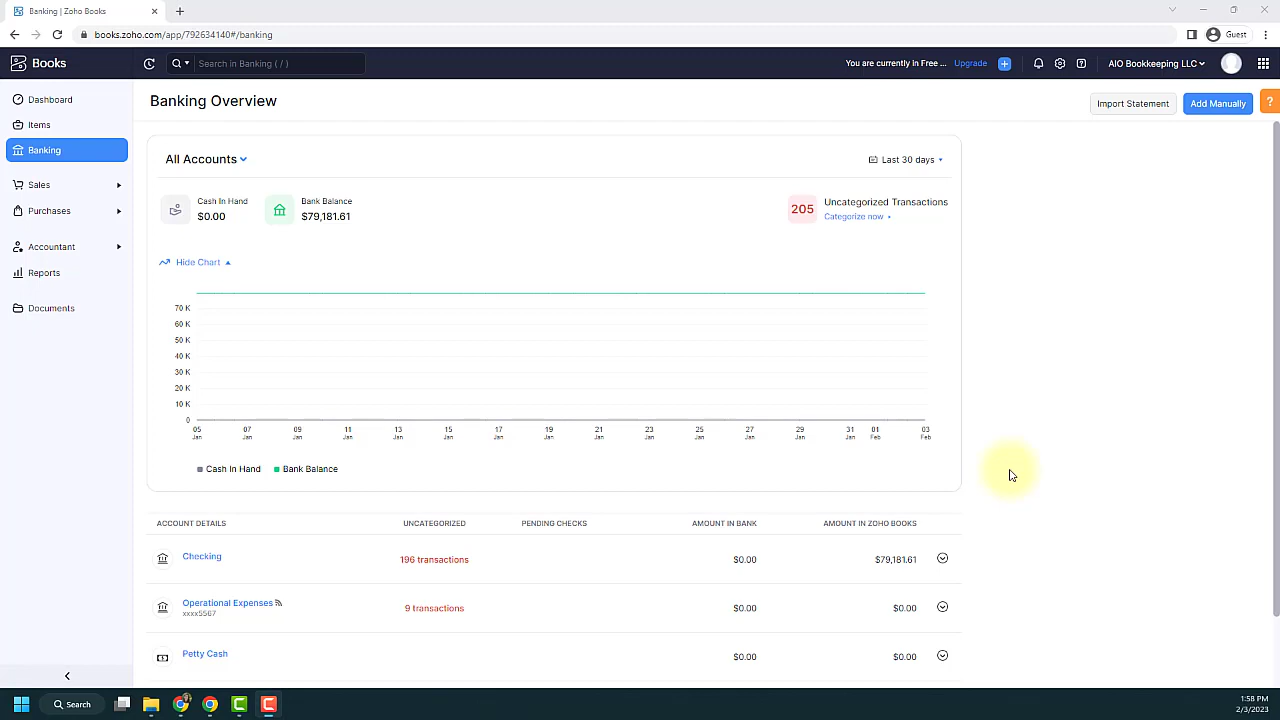 Banking | Zoho Books
books.zoho.com/app/792634140#/banking
Guest
Books
Search in Banking ( / )
You are currently in Free ...
Upgrade
AIO Bookkeeping LLC
Dashboard
Items
Banking
Sales
Purchases
Accountant
Reports
Documents
Banking Overview
Import Statement
Add Manually
?
All Accounts
Last 30 days
Cash In Hand
$0.00
Bank Balance
$79,181.61
205
Uncategorized Transactions
Categorize now
Hide Chart
70 K
60 K
50 K
40 K
30 K
20 K
10 K
0
05 07 09 11 13 15 17 19 21 23 25 27 29 31 01 03
Jan Jan Jan Jan Jan Jan Jan Jan Jan Jan Jan Jan Jan Jan Feb Feb
Cash In Hand
Bank Balance
ACCOUNT DETAILS UNCATEGORIZED PENDING CHECKS AMOUNT IN BANK AMOUNT IN ZOHO BOOKS
Checking 196 transactions $0.00 $79,181.61
Operational Expenses 9 transactions $0.00 $0.00
xxxx5567
Petty Cash $0.00 $0.00
Search
1:58 PM
2/3/2023